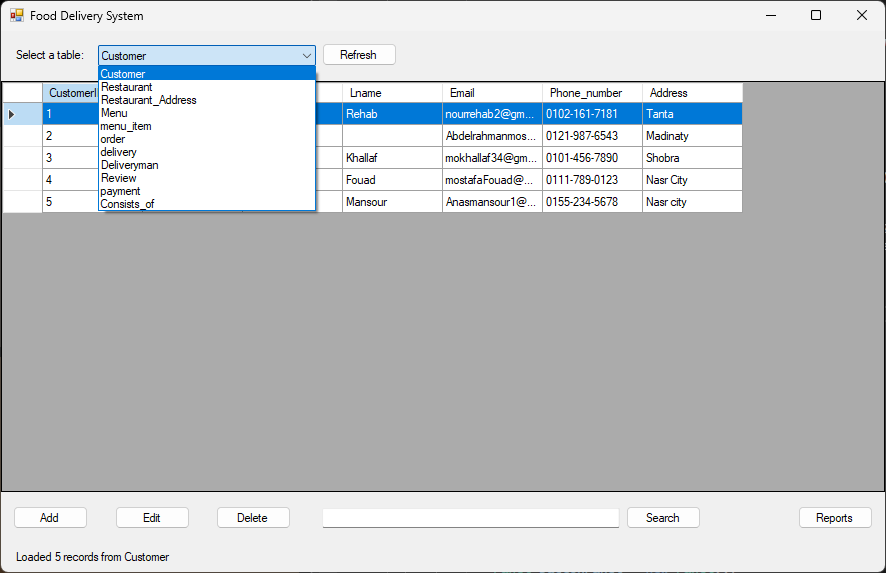 Food Delivery System
Select a table: Customer Refresh
Customer
Restaurant
Restaurant_Address
Menu
menu_item
order
delivery
Deliveryman
Review
payment
Consists_of
Lname Email Phone_number Address
1 Rehab nourrehab2@gm... 0102-161-7181 Tanta
2 Abdelrahmanmos... 0121-987-6543 Madinaty
3 Khallaf mokhallaf34@gm... 0101-456-7890 Shobra
4 Fouad mostafaFouad@... 0111-789-0123 Nasr City
5 Mansour Anasmansour1@... 0155-234-5678 Nasr city
Add Edit Delete Search Reports
Loaded 5 records from Customer